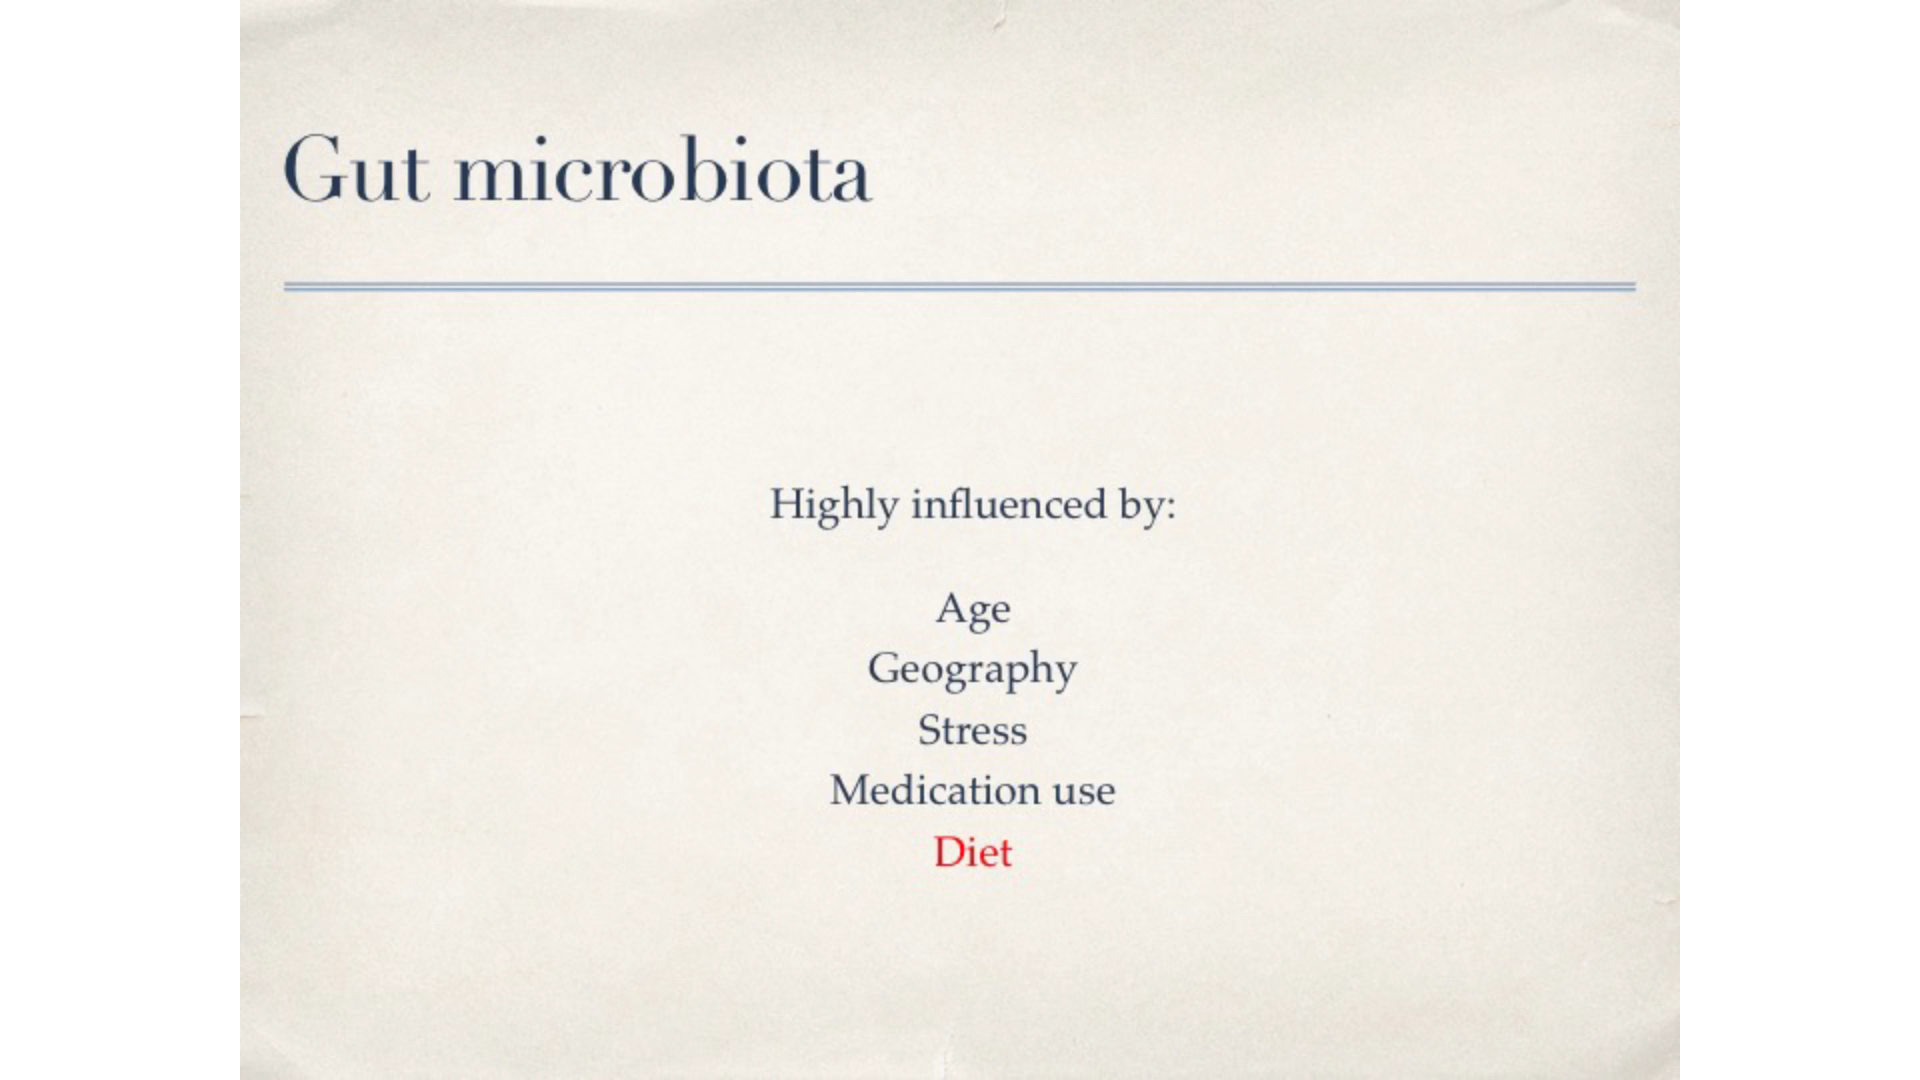 Gut microbiota
Highly influenced by:
Age
Geography
Stress
Medication use
Diet